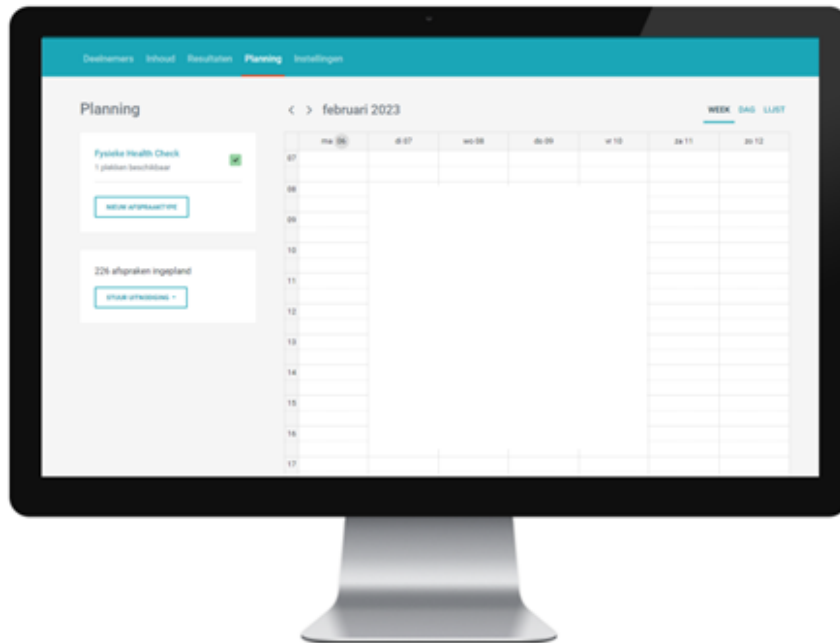 Deelnemers Inhoud Resultaten Planning Instellingen
Planning
Fysieke Health Check
1 plekken beschikbaar
NIEUW AFSPRAAKTYPE
226 afspraken ingepland
STUUR UITNODIGING
< > februari 2023
WEEK DAG LIJST
ma 06 di 07 wo 08 do 09 vr 10 za 11 zo 12
07
08
09
10
11
12
13
14
15
16
17